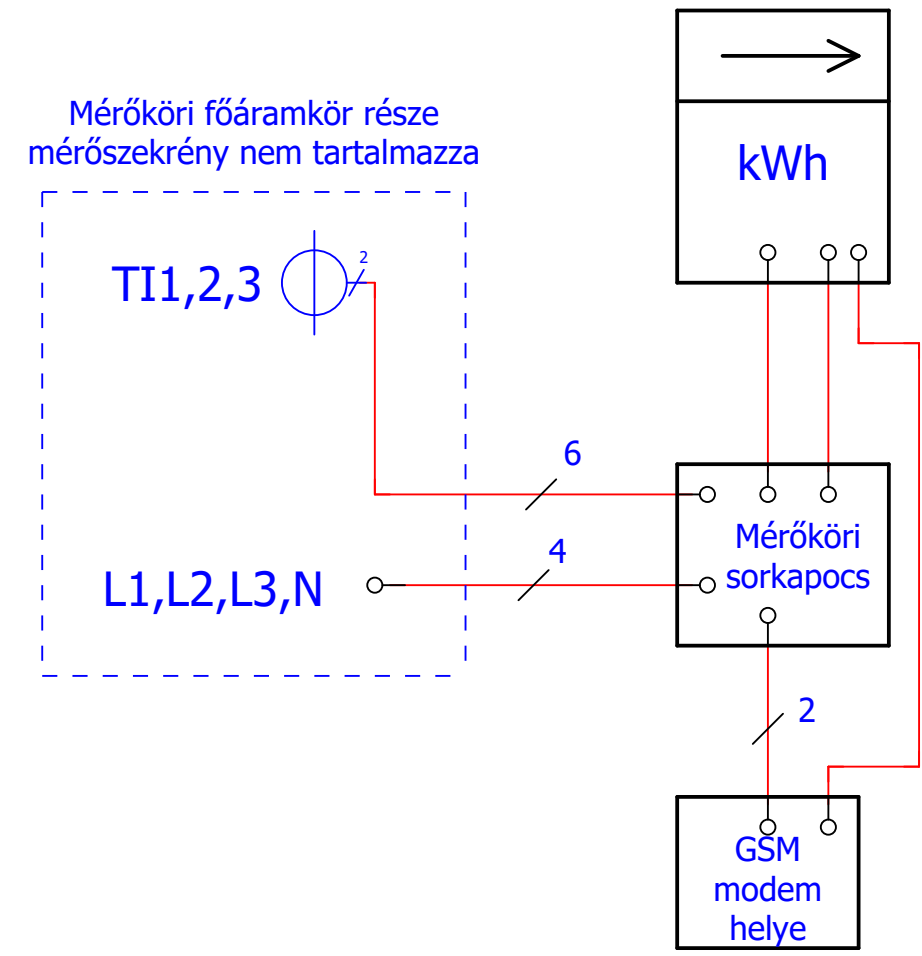 Mérőköri főáramkör része
mérőszekrény nem tartalmazza
kWh
TI1,2,3
2
6
4
L1,L2,L3,N
Mérőköri
sorkapocs
2
GSM
modem
helye